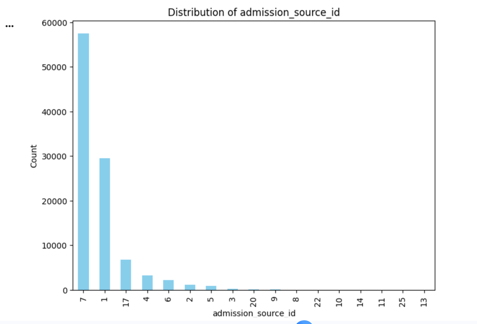 ...
Distribution of admission_source_id
60000
50000
40000
30000
20000
10000
0
Count
7 1 17 4 6 2 5 3 20 9 8 22 10 14 11 25 13
admission_source_id